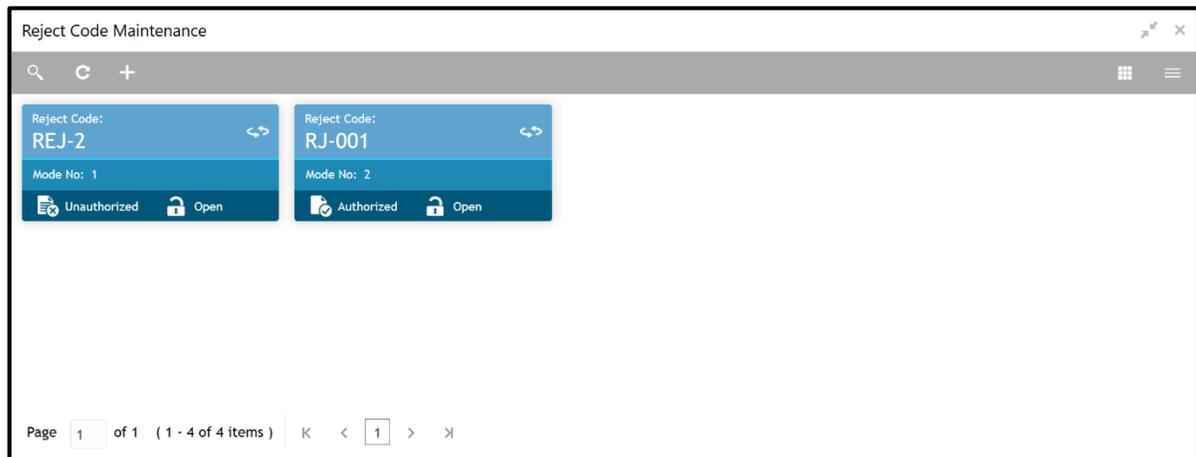 Reject Code Maintenance
Reject Code:
REJ-2
Mode No: 1
Unauthorized Open
Reject Code:
RJ-001
Mode No: 2
Authorized Open
Page 1 of 1 ( 1 - 4 of 4 items ) 1